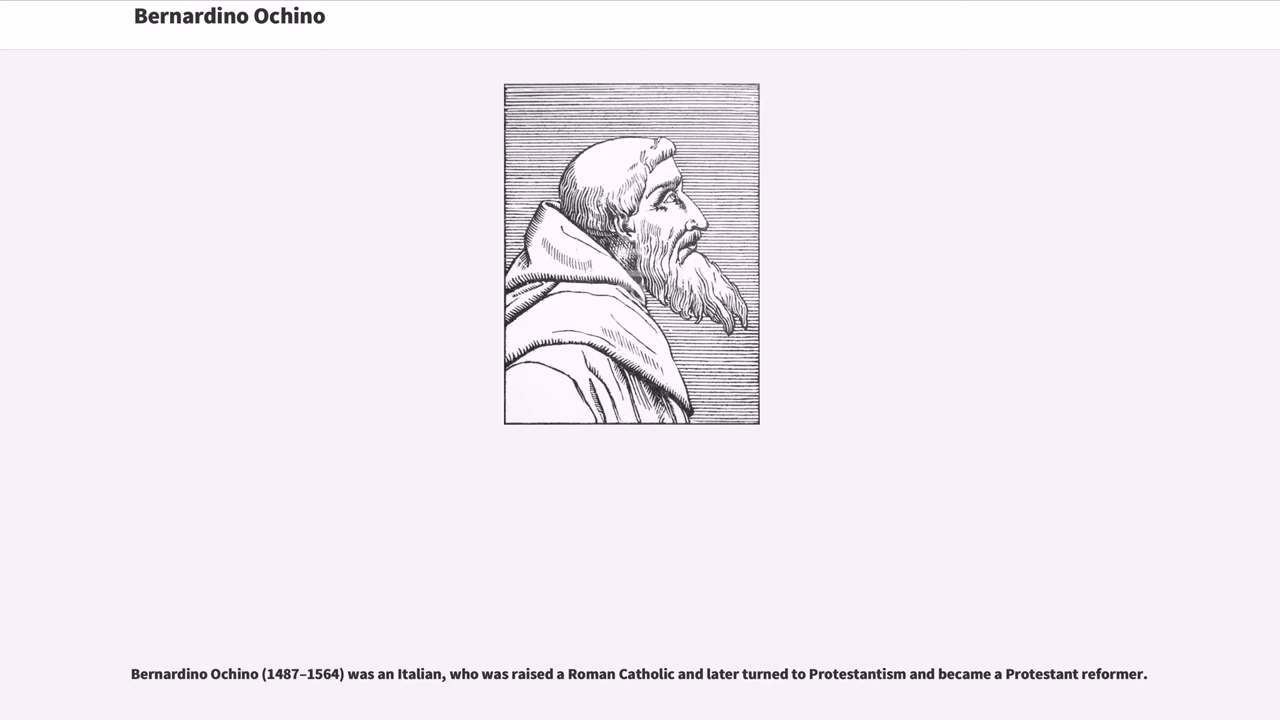 Bernardino Ochino
Bernardino Ochino (1487–1564) was an Italian, who was raised a Roman Catholic and later turned to Protestantism and became a Protestant reformer.